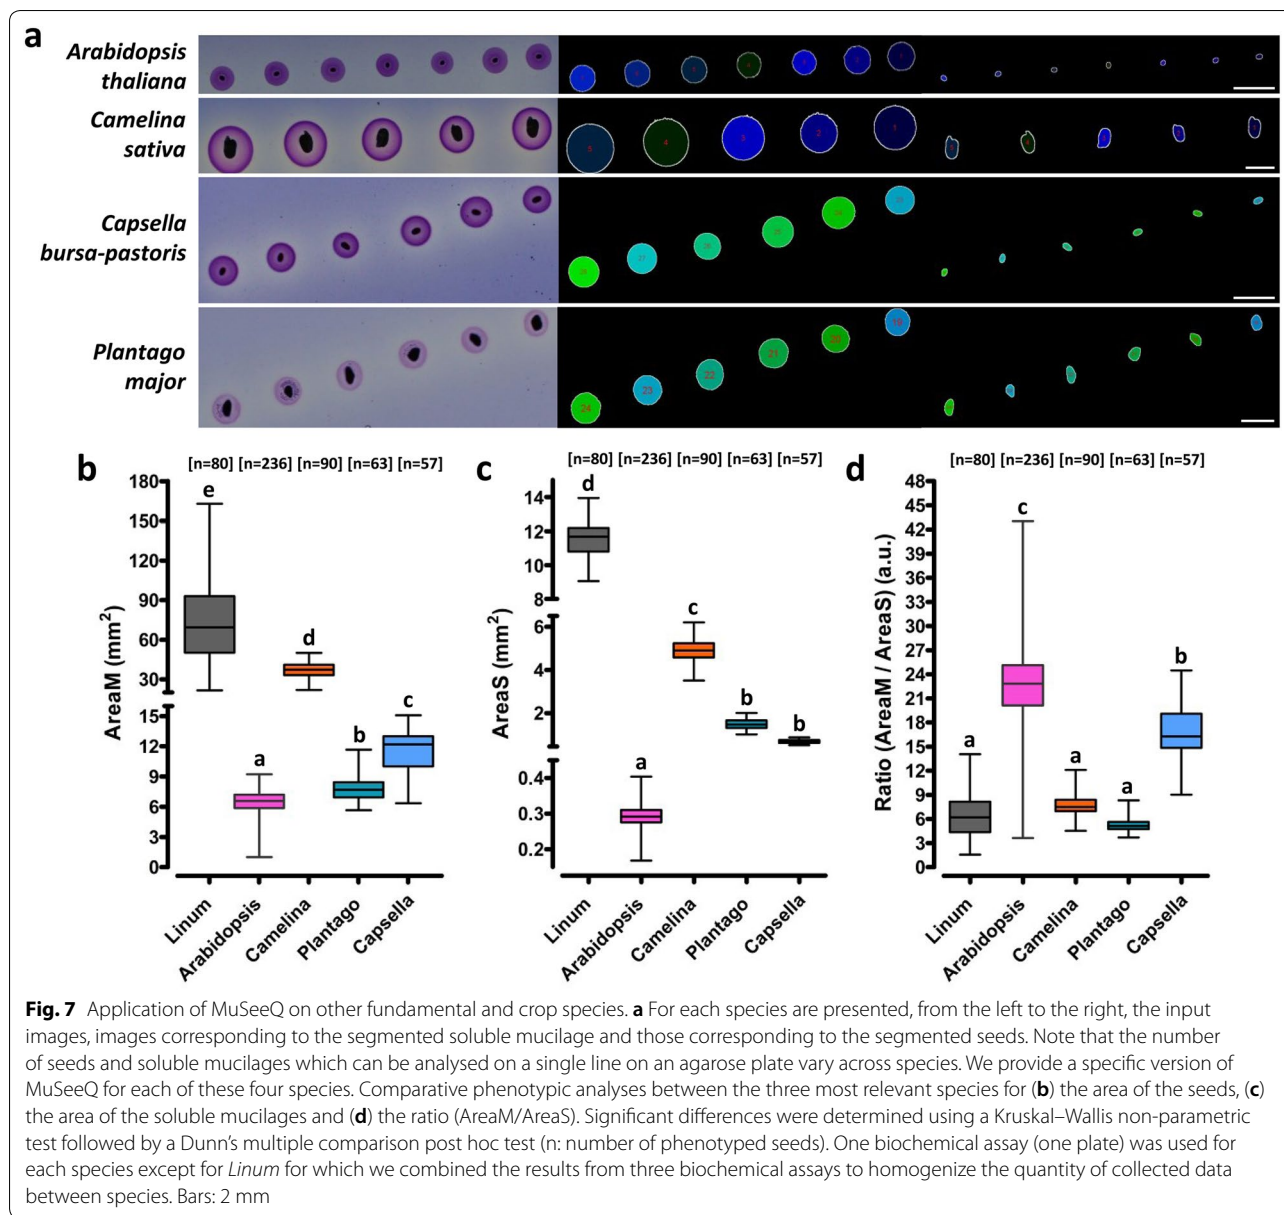 a
Arabidopsis
thaliana
Camelina
sativa
Capsella
bursa-pastoris
Plantago
major
24 23 22 21 20 19
b
[n=80] [n=236] [n=90] [n=63] [n=57]
AreaM (mm²)
180
150
120
90
60
30
15
12
9
6
3
0
e
a
d
b
c
Linum
Arabidopsis
Camelina
Plantago
Capsella
c
[n=80] [n=236] [n=90] [n=63] [n=57]
AreaS (mm²)
14
12
10
8
6
4
2
0.4
0.3
0.2
d
a
c
b
b
Linum
Arabidopsis
Camelina
Plantago
Capsella
d
[n=80] [n=236] [n=90] [n=63] [n=57]
Ratio (AreaM / AreaS) (a.u.)
48
45
42
39
36
33
30
27
24
21
18
15
12
9
6
3
0
a
c
a
a
b
Linum
Arabidopsis
Camelina
Plantago
Capsella
Fig. 7 Application of MuSeeQ on other fundamental and crop species. a For each species are presented, from the left to the right, the input
images, images corresponding to the segmented soluble mucilage and those corresponding to the segmented seeds. Note that the number
of seeds and soluble mucilages which can be analysed on a single line on an agarose plate vary across species. We provide a specific version of
MuSeeQ for each of these four species. Comparative phenotypic analyses between the three most relevant species for (b) the area of the seeds, (c)
the area of the soluble mucilages and (d) the ratio (AreaM/AreaS). Significant differences were determined using a Kruskal–Wallis non-parametric
test followed by a Dunn's multiple comparison post hoc test (n: number of phenotyped seeds). One biochemical assay (one plate) was used for
each species except for Linum for which we combined the results from three biochemical assays to homogenize the quantity of collected data
between species. Bars: 2 mm